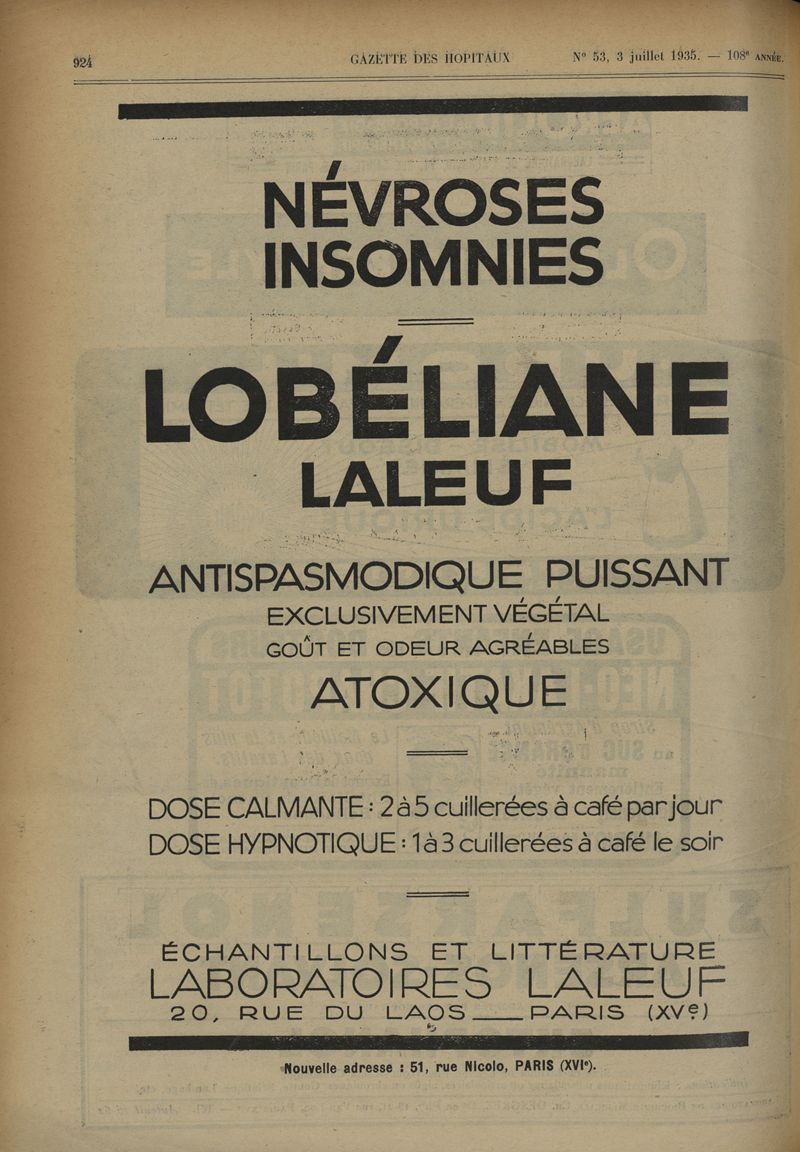 924
GAZETTE DES HOPITAUX
N° 53, 3 juillet 1935. — 108e ANNÉE.
NÉVROSES
INSOMNIES
LOBÉLIANE
LALEUF
ANTISPASMODIQUE PUISSANT
EXCLUSIVEMENT VÉGÉTAL
GOÛT ET ODEUR AGRÉABLES
ATOXIQUE
DOSE CALMANTE : 2 à 5 cuillerées à café par jour
DOSE HYPNOTIQUE : 1 à 3 cuillerées à café le soir
ÉCHANTILLONS ET LITTÉRATURE
LABORATOIRES LALEUF
20, RUE DU LAOS ___ PARIS (XVe)
Nouvelle adresse : 51, rue Nicolo, PARIS (XVIe).